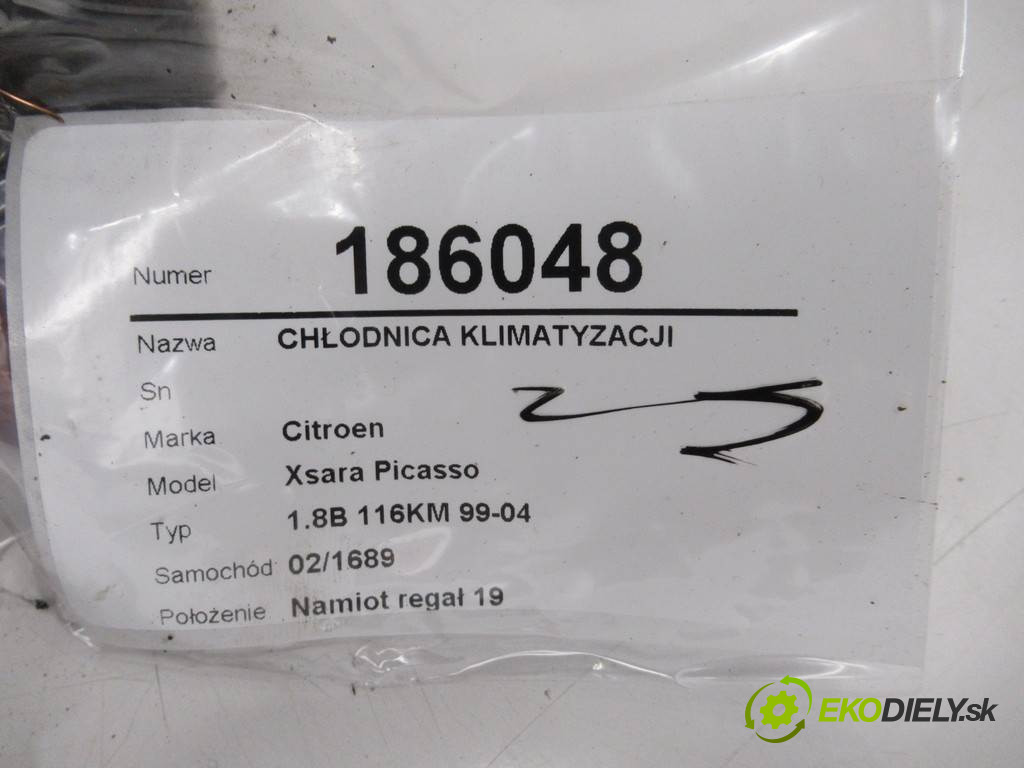 Numer 186048
Nazwa CHŁODNICA KLIMATYZACJI
Sn
Marka Citroen
Model Xsara Picasso
Typ 1.8B 116KM 99-04
Samochód 02/1689
Położenie Namiot regał 19
EKODIELY.sk